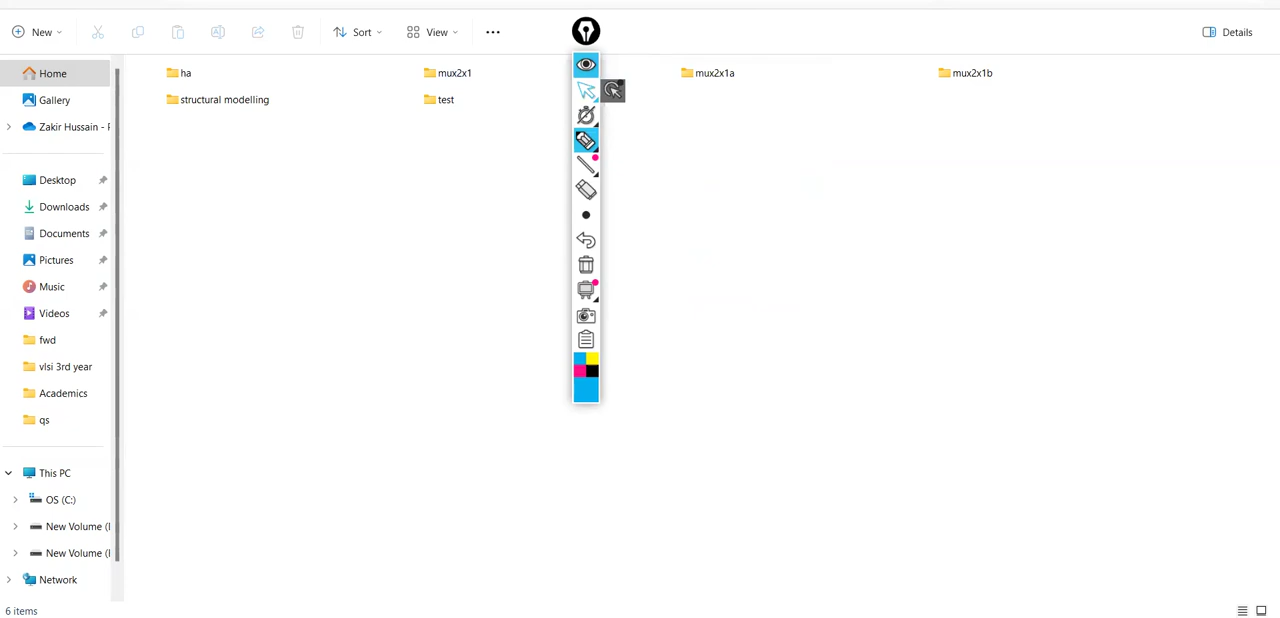 New
Sort
View
Details
Home
Gallery
Zakir Hussain -
Desktop
Downloads
Documents
Pictures
Music
Videos
fwd
vlsi 3rd year
Academics
qs
This PC
OS (C:)
New Volume (
New Volume (
Network
ha
mux2x1
mux2x1a
mux2x1b
structural modelling
test
6 items